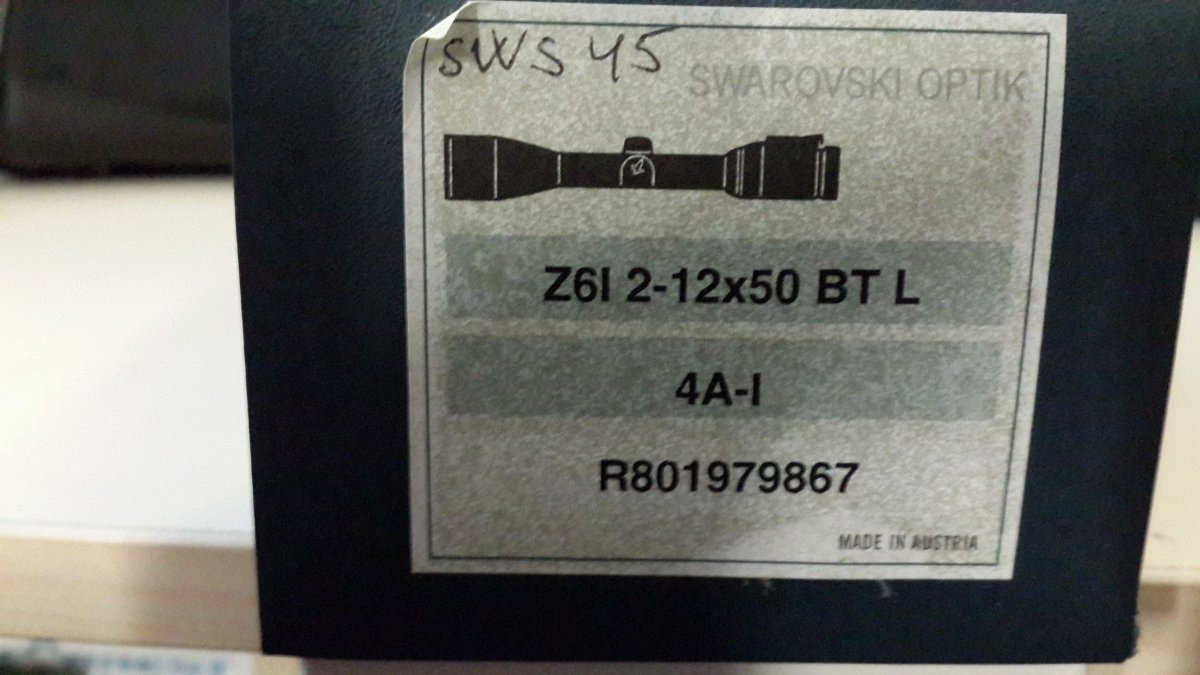 SWS 45
SWAROVSKI OPTIK
Z6I 2-12x50 BT L
4A-I
R801979867
MADE IN AUSTRIA